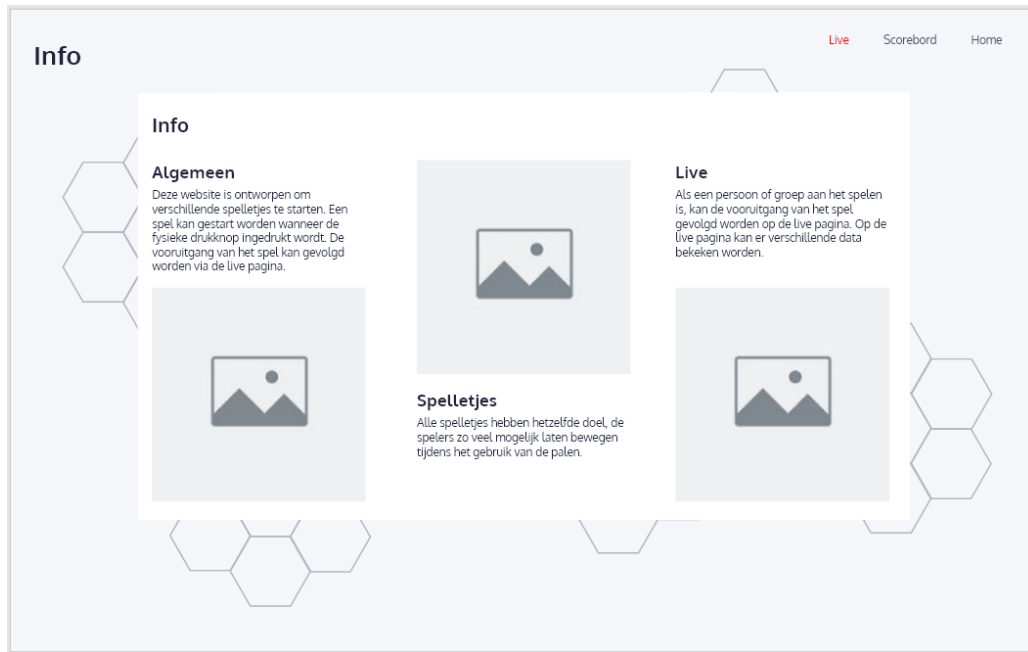 Info
Live Scorebord Home
Info
Algemeen
Deze website is ontworpen om
verschillende spelletjes te starten. Een
spel kan gestart worden wanneer de
fysieke drukknop ingedrukt wordt. De
vooruitgang van het spel kan gevolgd
worden via de live pagina.
Spelletjes
Alle spelletjes hebben hetzelfde doel, de
spelers zo veel mogelijk laten bewegen
tijdens het gebruik van de palen.
Live
Als een persoon of groep aan het spelen
is, kan de vooruitgang van het spel
gevolgd worden op de live pagina. Op de
live pagina kan er verschillende data
bekeken worden.